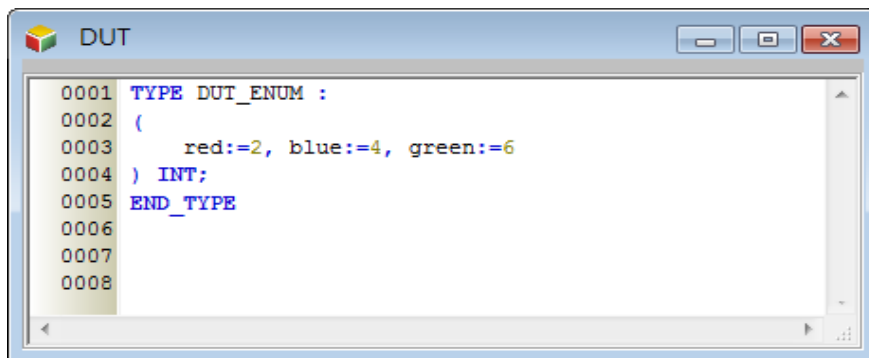 DUT
0001 TYPE DUT_ENUM :
0002 (
0003     red:=2, blue:=4, green:=6
0004 ) INT;
0005 END_TYPE
0006
0007
0008